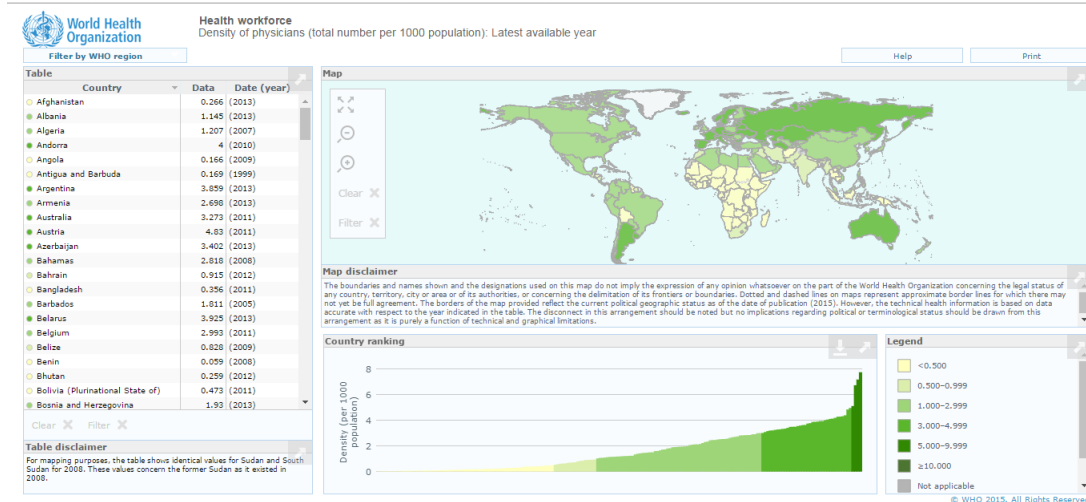 World Health
Organization
Health workforce
Density of physicians (total number per 1000 population): Latest available year
Filter by WHO region
Help
Print
Table
Country Data Date (year)
Afghanistan 0.266 (2013)
Albania 1.145 (2013)
Algeria 1.207 (2007)
Andorra 4 (2010)
Angola 0.166 (2009)
Antigua and Barbuda 0.169 (1999)
Argentina 3.859 (2013)
Armenia 2.698 (2013)
Australia 3.273 (2011)
Austria 4.83 (2011)
Azerbaijan 3.402 (2013)
Bahamas 2.818 (2008)
Bahrain 0.915 (2012)
Bangladesh 0.356 (2011)
Barbados 1.811 (2005)
Belarus 3.925 (2013)
Belgium 2.993 (2011)
Belize 0.828 (2009)
Benin 0.059 (2008)
Bhutan 0.259 (2012)
Bolivia (Plurinational State of) 0.473 (2011)
Bosnia and Herzegovina 1.93 (2013)
Clear Filter
Table disclaimer
For mapping purposes, the table shows identical values for Sudan and South
Sudan for 2008. These values concern the former Sudan as it existed in
2008.
Map
Clear
Filter
Map disclaimer
The boundaries and names shown and the designations used on this map do not imply the expression of any opinion whatsoever on the part of the World Health Organization concerning the legal status of
any country, territory, city or area or of its authorities, or concerning the delimitation of its frontiers or boundaries. Dotted and dashed lines on maps represent approximate border lines for which there may
not yet be full agreement. The borders of the map provided reflect the current political geographic status as of the date of publication (2015). However, the technical health information is based on data
accurate with respect to the year indicated in the table. The disconnect in this arrangement should be noted but no implications regarding political or terminological status should be drawn from this
arrangement as it is purely a function of technical and graphical limitations.
Country ranking
Density (per 1000
population)
8
6
4
2
0
Legend
<0.500
0.500–0.999
1.000–2.999
3.000–4.999
5.000–9.999
≥10.000
Not applicable
© WHO 2015. All Rights Reserve